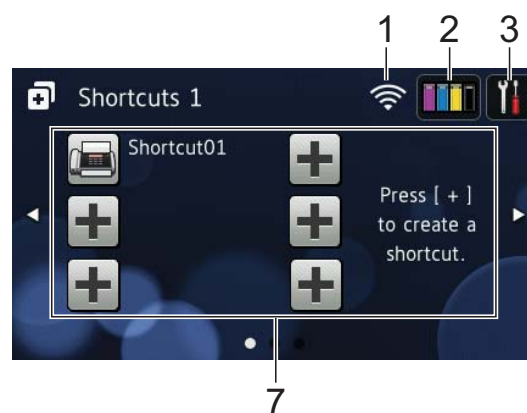 1 2 3
Shortcuts 1
Shortcut01
Press [ + ]
to create a
shortcut.
7